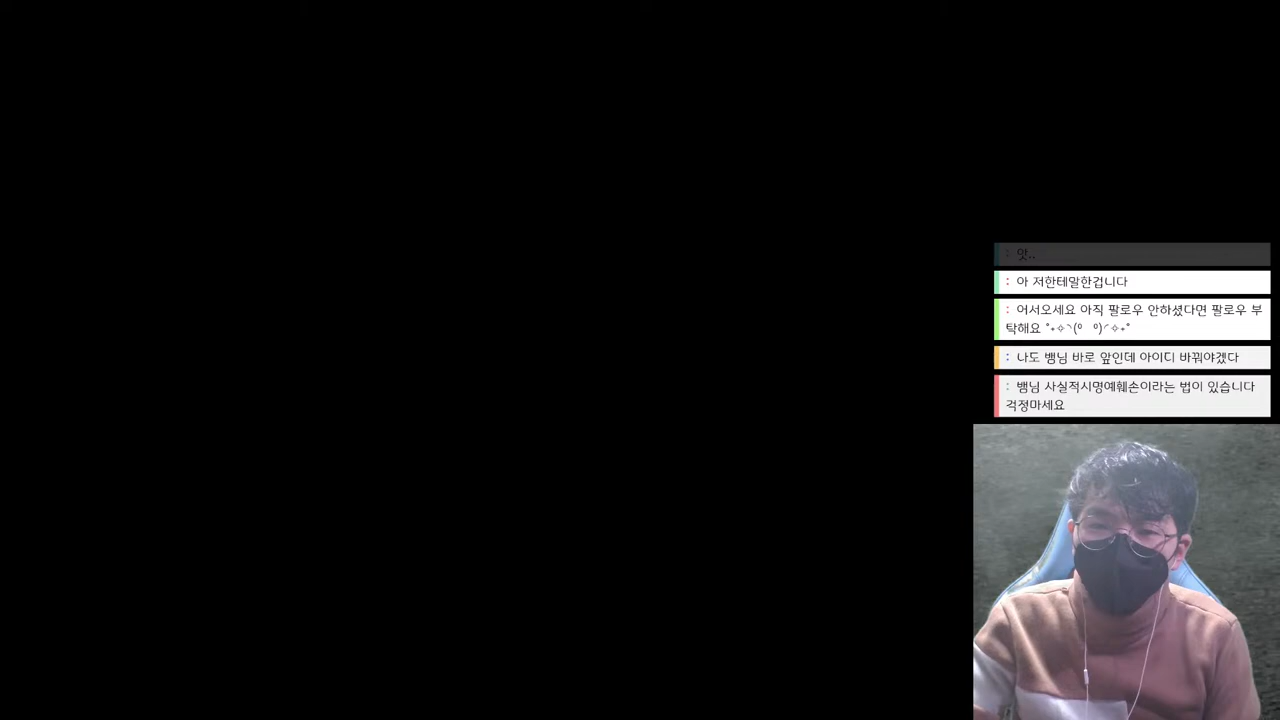 : 앗..
: 아 저한테말한겁니다
: 어서오세요 아직 팔로우 안하셨다면 팔로우 부
탁해요 ˚₊✧◝(⁰ ⁰)◜✧₊˚
: 나도 뱀님 바로 앞인데 아이디 바꿔야겠다
: 뱀님 사실적시명예훼손이라는 법이 있습니다
걱정마세요